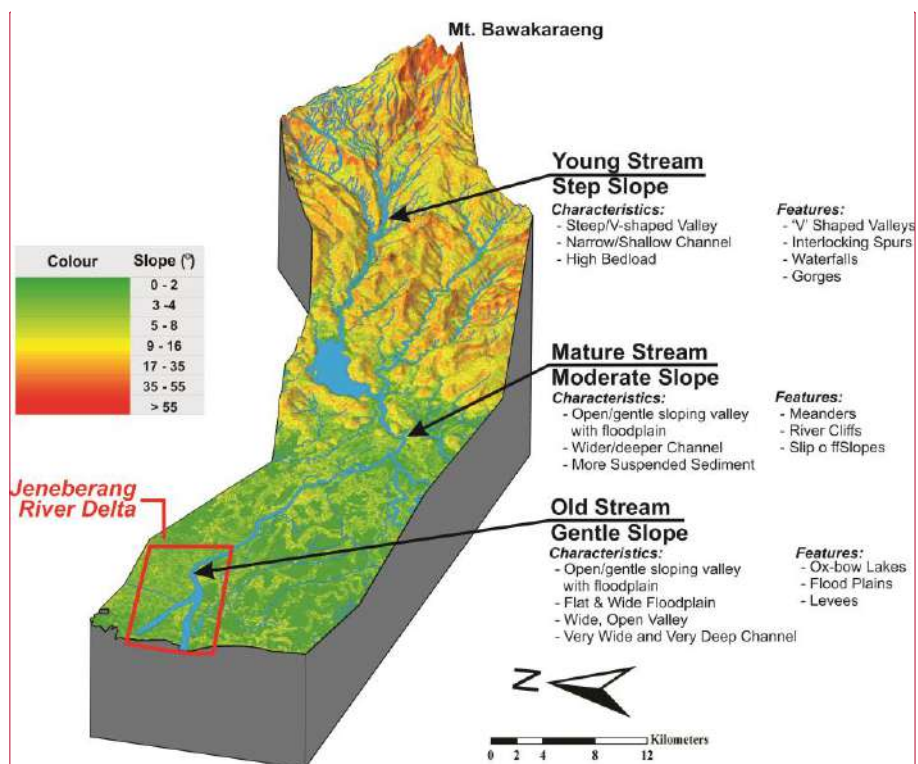 Mt. Bawakaraeng
Young Stream
Step Slope
Characteristics:
- Steep/V-shaped Valley
- Narrow/Shallow Channel
- High Bedload
Features:
- 'V' Shaped Valleys
- Interlocking Spurs
- Waterfalls
- Gorges
Colour Slope (º)
0 - 2
3 -4
5 - 8
9 - 16
17 - 35
35 - 55
> 55
Mature Stream
Moderate Slope
Characteristics:
- Open/gentle sloping valley
with floodplain
- Wider/deeper Channel
- More Suspended Sediment
Features:
- Meanders
- River Cliffs
- Slip o ffSlopes
Jeneberang
River Delta
Old Stream
Gentle Slope
Characteristics:
- Open/gentle sloping valley
with floodplain
- Flat & Wide Floodplain
- Wide, Open Valley
- Very Wide and Very Deep Channel
Features:
- Ox-bow Lakes
- Flood Plains
- Levees
N
Kilometers
0 2 4 8 12